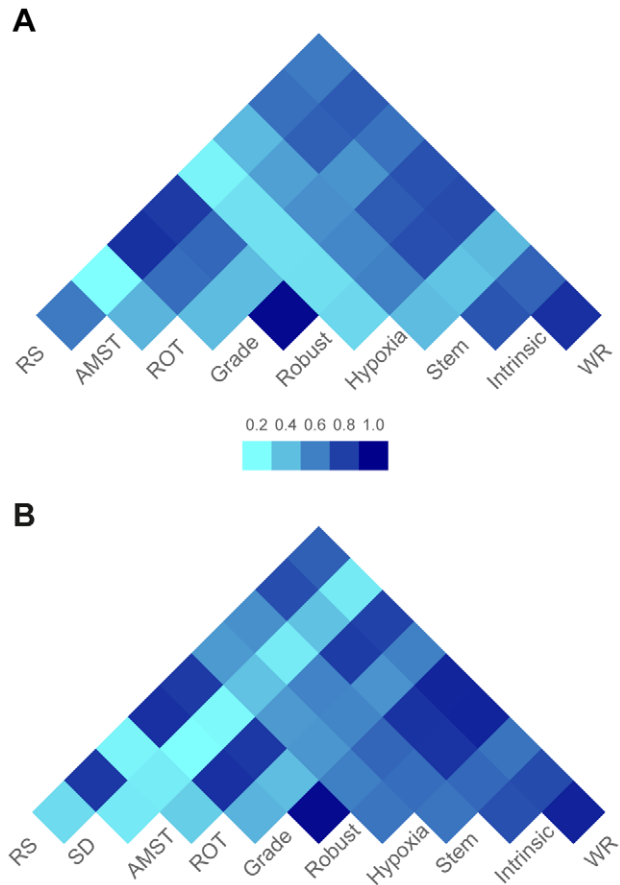 A
RS
AMST
ROT
Grade
Robust
Hypoxia
Stem
Intrinsic
WR
0.2 0.4 0.6 0.8 1.0
B
RS
SD
AMST
ROT
Grade
Robust
Hypoxia
Stem
Intrinsic
WR